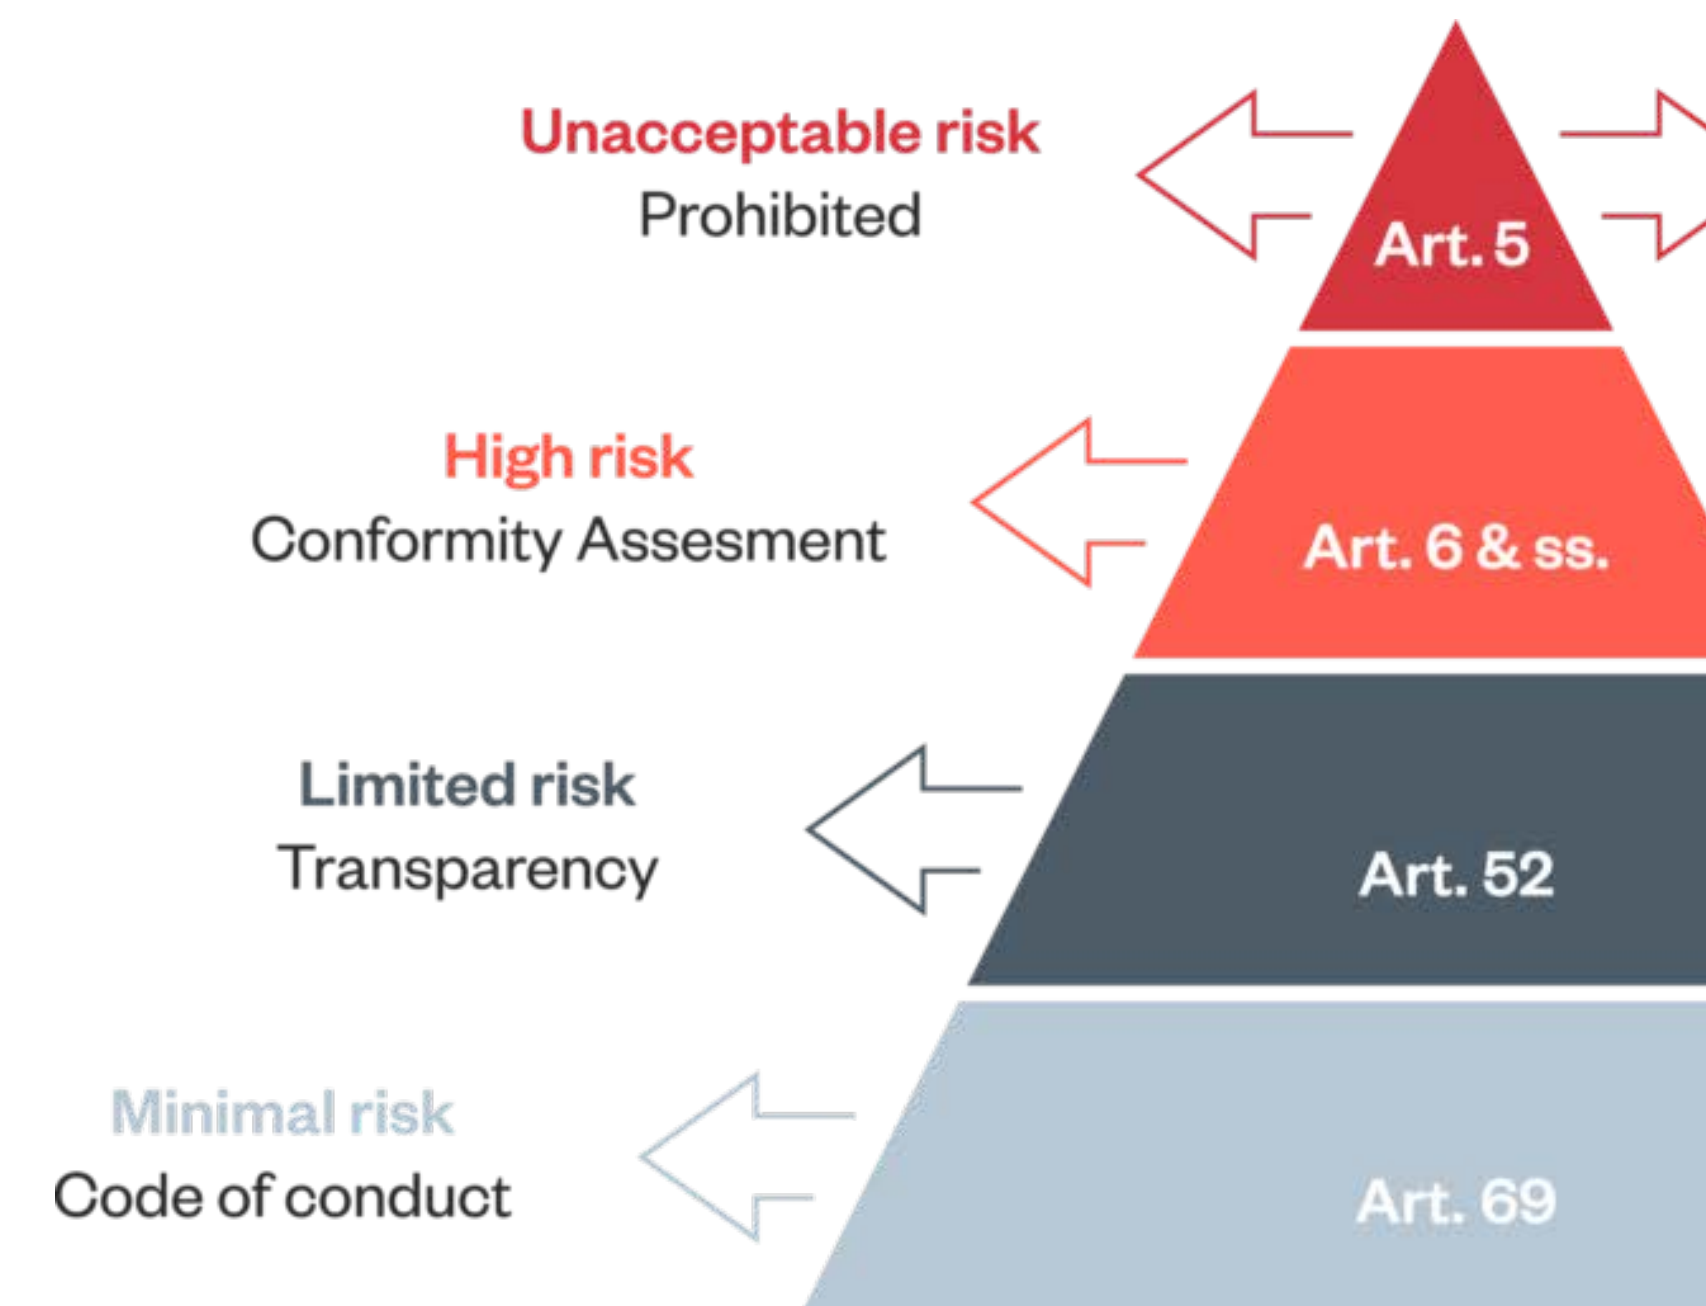 Unacceptable risk
Prohibited
Art. 5
High risk
Conformity Assesment
Art. 6 & ss.
Limited risk
Transparency
Art. 52
Minimal risk
Code of conduct
Art. 69